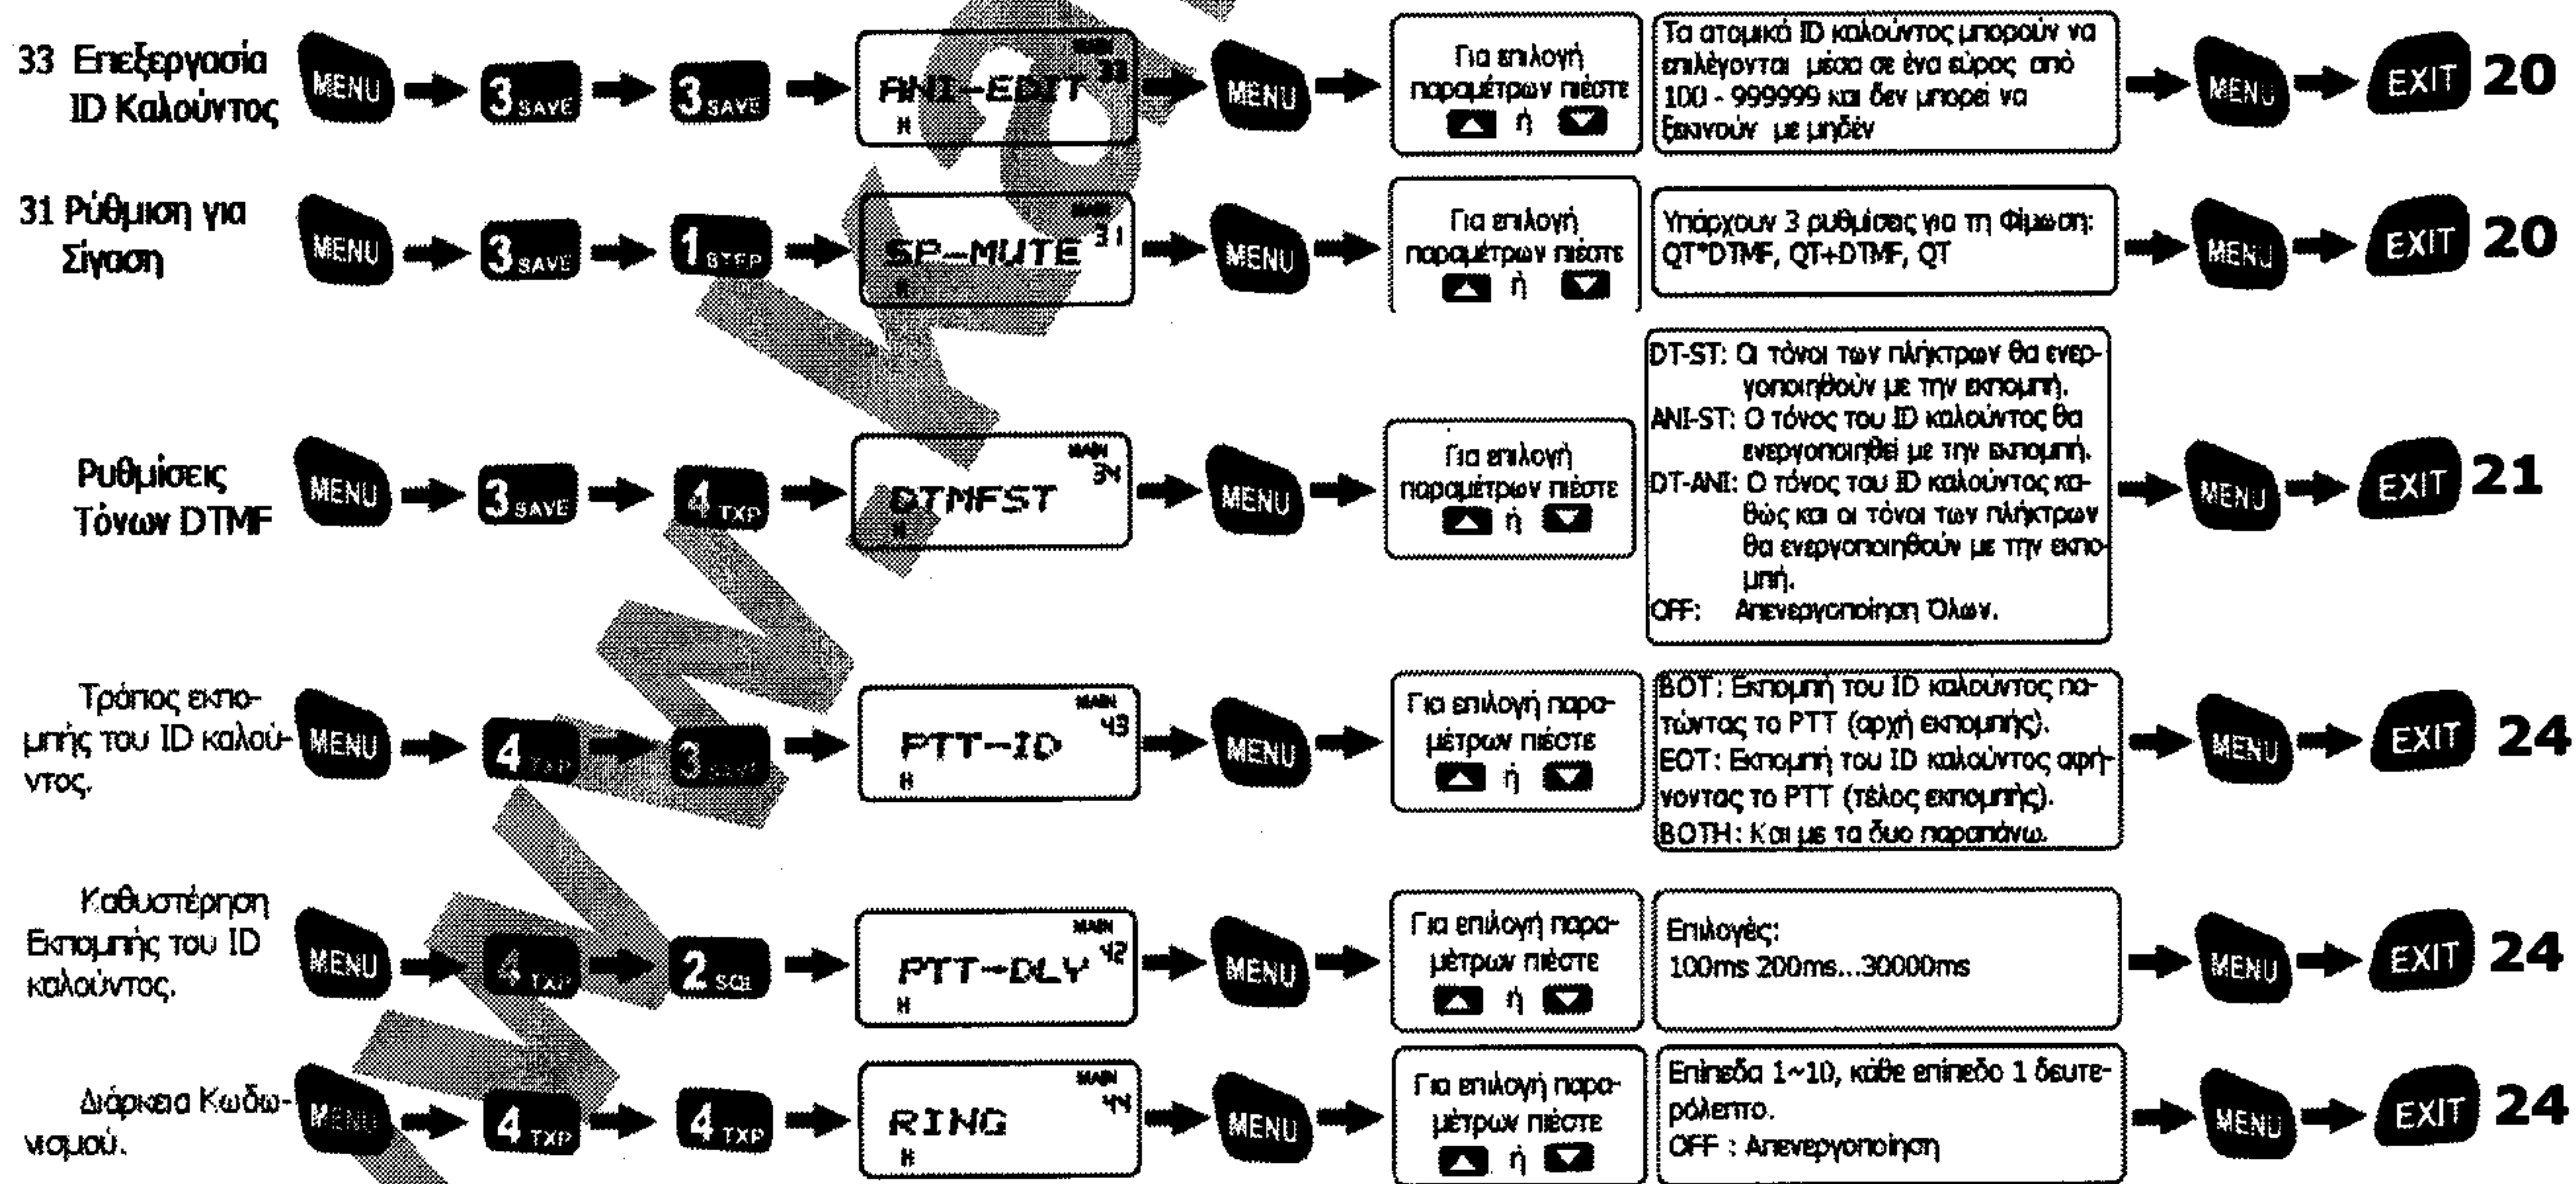 33 Επεξεργασία
ID Καλούντος
MENU
3 SAVE
3 SAVE
MAIN
33
ANI-EDIT
H
MENU
Για επιλογή
παραμέτρων πιέστε
ή
Τα ατομικά ID καλούντος μπορούν να
επιλέγονται μέσα σε ένα εύρος από
100 - 999999 και δεν μπορεί να
ξεκινούν με μηδέν
MENU
EXIT
20
31 Ρύθμιση για
Σίγαση
MENU
3 SAVE
1 STEP
MAIN
31
SP-MUTE
H
MENU
Για επιλογή
παραμέτρων πιέστε
ή
Υπάρχουν 3 ρυθμίσεις για τη Φίμωση:
QT*DTMF, QT+DTMF, QT
MENU
EXIT
20
Ρυθμίσεις
Τόνων DTMF
MENU
3 SAVE
4 TXP
MAIN
34
DTMFST
H
MENU
Για επιλογή
παραμέτρων πιέστε
ή
DT-ST: Οι τόνοι των πλήκτρων θα ενερ-
γοποιηθούν με την εκπομπή.
ANI-ST: Ο τόνος του ID καλούντος θα
ενεργοποιηθεί με την εκπομπή.
DT-ANI: Ο τόνος του ID καλούντος κα-
θώς και οι τόνοι των πλήκτρων
θα ενεργοποιηθούν με την εκπο-
μπή.
OFF: Απενεργοποίηση Όλων.
MENU
EXIT
21
Τρόπος εκπο-
μπής του ID καλού-
ντος.
MENU
4 TXP
3 SAVE
MAIN
43
PTT-ID
H
MENU
Για επιλογή παρα-
μέτρων πιέστε
ή
BOT: Εκπομπή του ID καλούντος πα-
τώντας το PTT (αρχή εκπομπής).
EOT: Εκπομπή του ID καλούντος αφή-
νοντας το PTT (τέλος εκπομπής).
BOTH: Και με τα δυο παραπάνω.
MENU
EXIT
24
Καθυστέρηση
Εκπομπής του ID
καλούντος.
MENU
4 TXP
2 SQL
MAIN
42
PTT-DLY
H
MENU
Για επιλογή παρα-
μέτρων πιέστε
ή
Επιλογές:
100ms 200ms...30000ms
MENU
EXIT
24
Διάρκεια Κωδω-
νισμού.
MENU
4 TXP
4 TXP
MAIN
44
RING
H
MENU
Για επιλογή παρα-
μέτρων πιέστε
ή
Επίπεδα 1~10, κάθε επίπεδο 1 δευτε-
ρόλεπτο.
OFF : Απενεργοποίηση
MENU
EXIT
24